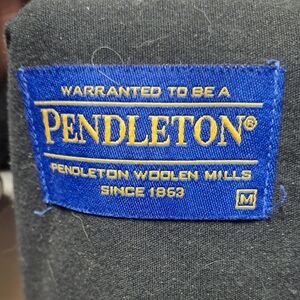 WARRANTED TO BE A
PENDLETON®
PENDLETON WOOLEN MILLS
SINCE 1863
M